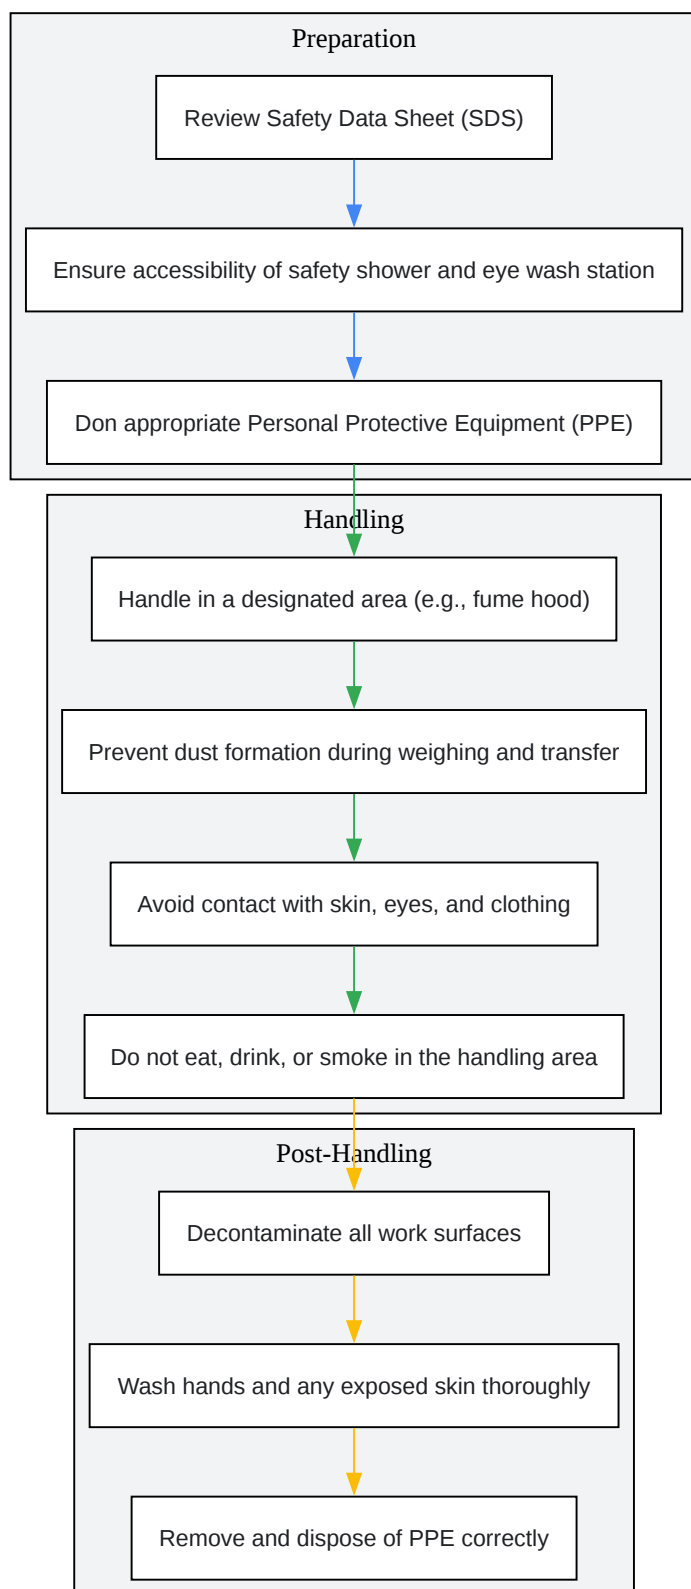 Preparation
Review Safety Data Sheet (SDS)
Ensure accessibility of safety shower and eye wash station
Don appropriate Personal Protective Equipment (PPE)
Handling
Handle in a designated area (e.g., fume hood)
Prevent dust formation during weighing and transfer
Avoid contact with skin, eyes, and clothing
Do not eat, drink, or smoke in the handling area
Post-Handling
Decontaminate all work surfaces
Wash hands and any exposed skin thoroughly
Remove and dispose of PPE correctly